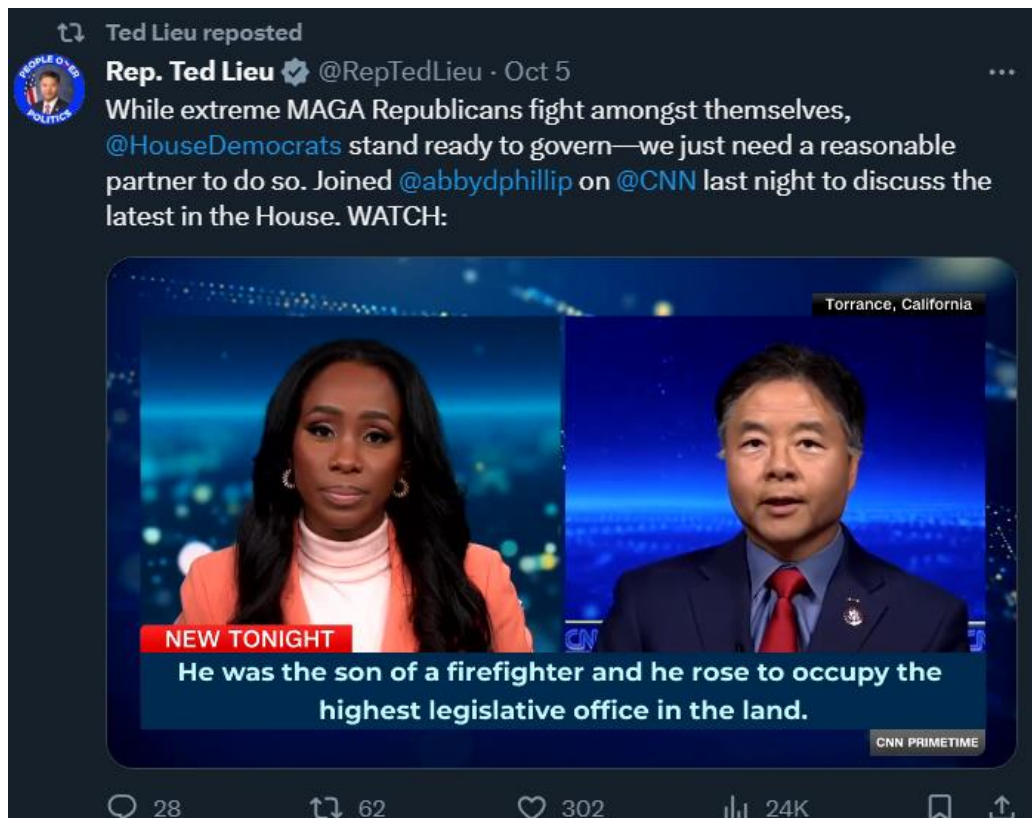 Ted Lieu reposted
PEOPLE OVER
POLITICS
Rep. Ted Lieu @RepTedLieu · Oct 5
While extreme MAGA Republicans fight amongst themselves,
@HouseDemocrats stand ready to govern—we just need a reasonable
partner to do so. Joined @abbydphillip on @CNN last night to discuss the
latest in the House. WATCH:
Torrance, California
NEW TONIGHT
He was the son of a firefighter and he rose to occupy the
highest legislative office in the land.
CNN PRIMETIME
28 62 302 24K